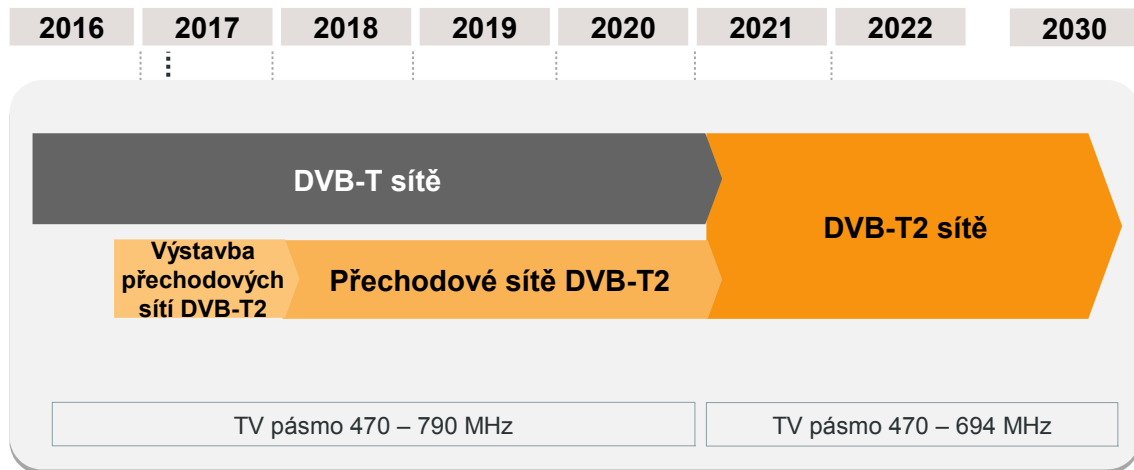 2016 2017 2018 2019 2020 2021 2022 2030
DVB-T sítě
DVB-T2 sítě
Výstavba
přechodových
sítí DVB-T2
Přechodové sítě DVB-T2
TV pásmo 470 – 790 MHz
TV pásmo 470 – 694 MHz